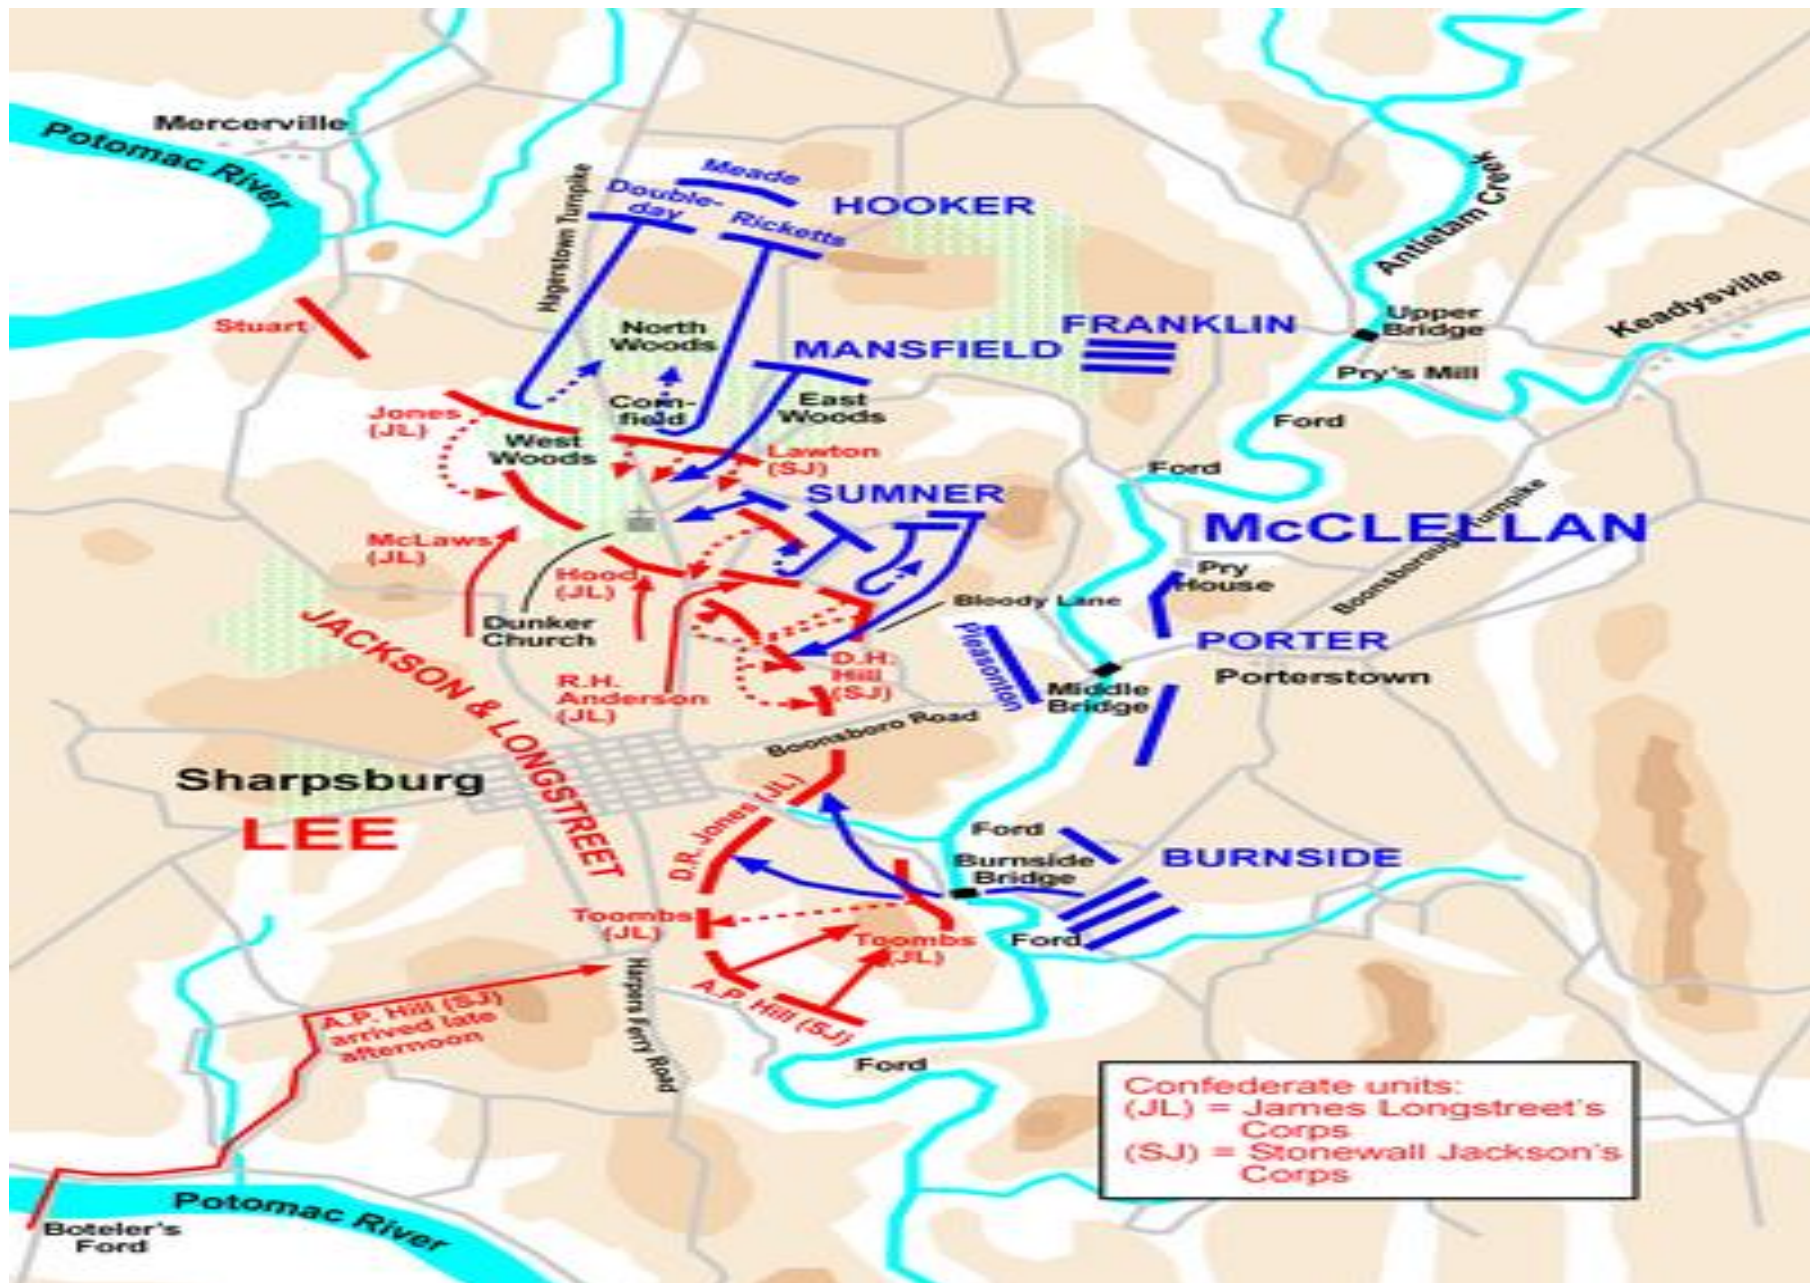 Mercerville
Potomac River
Meade
Double-
day
Ricketts
HOOKER
Hagerstown Turnpike
Antietam Creek
Keadysville
Stuart
North
Woods
MANSFIELD
FRANKLIN
Upper
Bridge
Pry's Mill
Jones
(JL)
Corn-
field
East
Woods
Ford
West
Woods
Lawton
(SJ)
Ford
SUMNER
McCLELLAN
Boonsborough Turnpike
McLaws
(JL)
Hood
(JL)
Pry
House
Bloody Lane
Dunker
Church
JACKSON & LONGSTREET
Pleasonton
PORTER
Porterstown
D.H.
Hill
(SJ)
R.H.
Anderson
(JL)
Middle
Bridge
Boonsboro Road
Sharpsburg
LEE
D.R. Jones (JL)
Ford
Burnside
Bridge
BURNSIDE
Toombs
(JL)
Toombs
(JL)
Ford
A.P. Hill (SJ)
A.P. Hill (SJ)
arrived late
afternoon
Harpers Ferry Road
Ford
Confederate units:
(JL) = James Longstreet's
Corps
(SJ) = Stonewall Jackson's
Corps
Potomac River
Boteler's
Ford